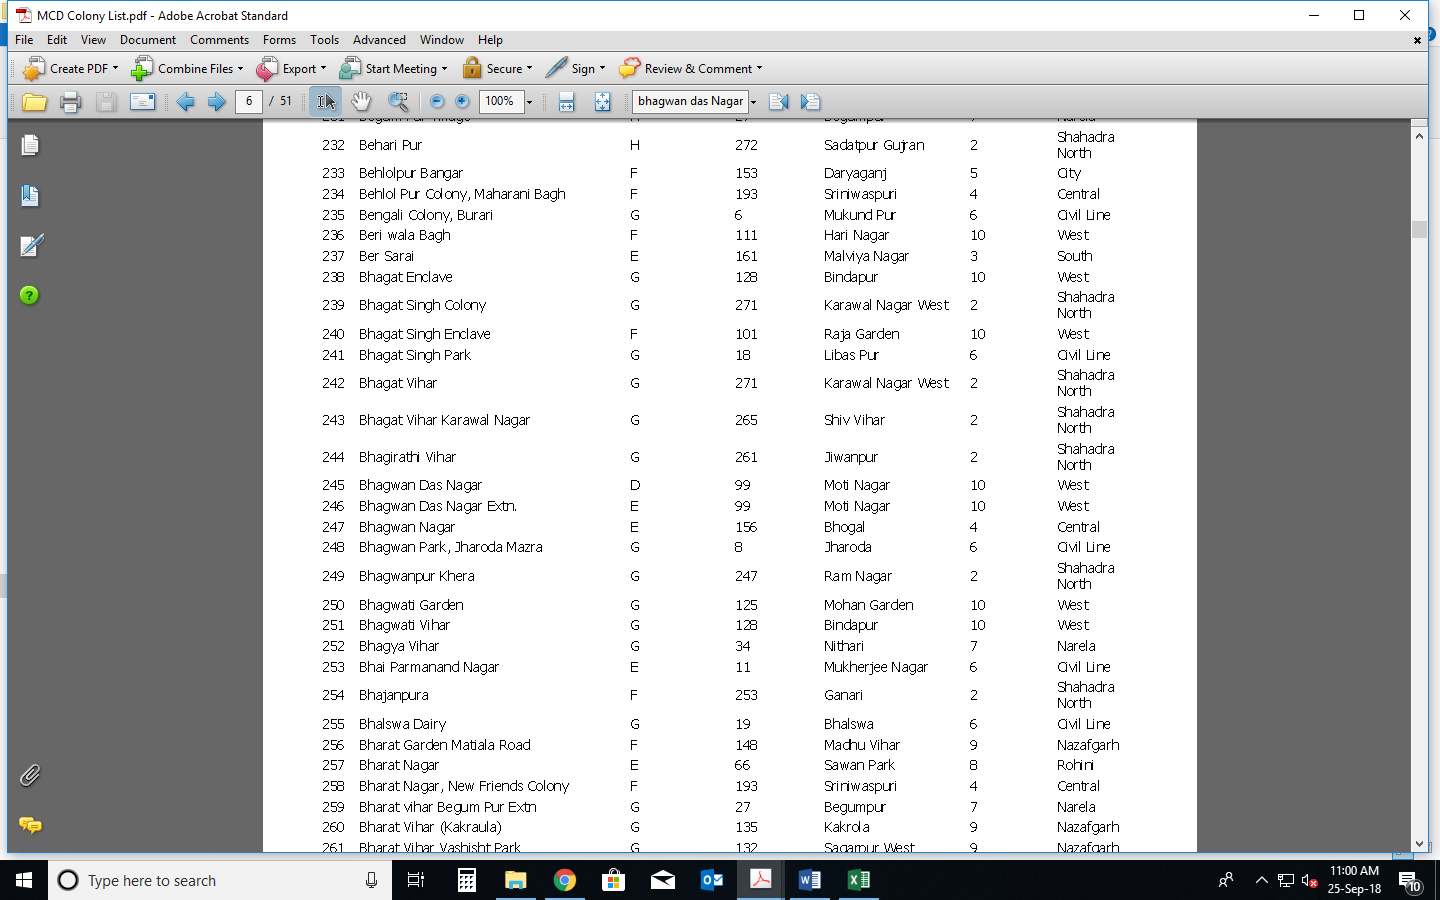 MCD Colony List.pdf - Adobe Acrobat Standard
File Edit View Document Comments Forms Tools Advanced Window Help
Create PDF Combine Files Export Start Meeting Secure Sign Review & Comment
6 / 51 100% bhagwan das Nagar
232 Behari Pur H 272 Sadatpur Gujran 2 Shahadra North
233 Behlolpur Bangar F 153 Daryaganj 5 City
234 Behlol Pur Colony, Maharani Bagh F 193 Sriniwaspuri 4 Central
235 Bengali Colony, Burari G 6 Mukund Pur 6 Civil Line
236 Beri wala Bagh F 111 Hari Nagar 10 West
237 Ber Sarai E 161 Malviya Nagar 3 South
238 Bhagat Enclave G 128 Bindapur 10 West
239 Bhagat Singh Colony G 271 Karawal Nagar West 2 Shahadra North
240 Bhagat Singh Enclave F 101 Raja Garden 10 West
241 Bhagat Singh Park G 18 Libas Pur 6 Civil Line
242 Bhagat Vihar G 271 Karawal Nagar West 2 Shahadra North
243 Bhagat Vihar Karawal Nagar G 265 Shiv Vihar 2 Shahadra North
244 Bhagirathi Vihar G 261 Jiwanpur 2 Shahadra North
245 Bhagwan Das Nagar D 99 Moti Nagar 10 West
246 Bhagwan Das Nagar Extn. E 99 Moti Nagar 10 West
247 Bhagwan Nagar E 156 Bhogal 4 Central
248 Bhagwan Park, Jharoda Mazra G 8 Jharoda 6 Civil Line
249 Bhagwanpur Khera G 247 Ram Nagar 2 Shahadra North
250 Bhagwati Garden G 125 Mohan Garden 10 West
251 Bhagwati Vihar G 128 Bindapur 10 West
252 Bhagya Vihar G 34 Nithari 7 Narela
253 Bhai Parmanand Nagar E 11 Mukherjee Nagar 6 Civil Line
254 Bhajanpura F 253 Ganari 2 Shahadra North
255 Bhalswa Dairy G 19 Bhalswa 6 Civil Line
256 Bharat Garden Matiala Road F 148 Madhu Vihar 9 Nazafgarh
257 Bharat Nagar E 66 Sawan Park 8 Rohini
258 Bharat Nagar, New Friends Colony F 193 Sriniwaspuri 4 Central
259 Bharat vihar Begum Pur Extn G 27 Begumpur 7 Narela
260 Bharat Vihar (Kakraula) G 135 Kakrola 9 Nazafgarh
261 Bharat Vihar Vashisht Park G 132 Sagarpur West 9 Nazafgarh
Type here to search
11:00 AM
25-Sep-18
10